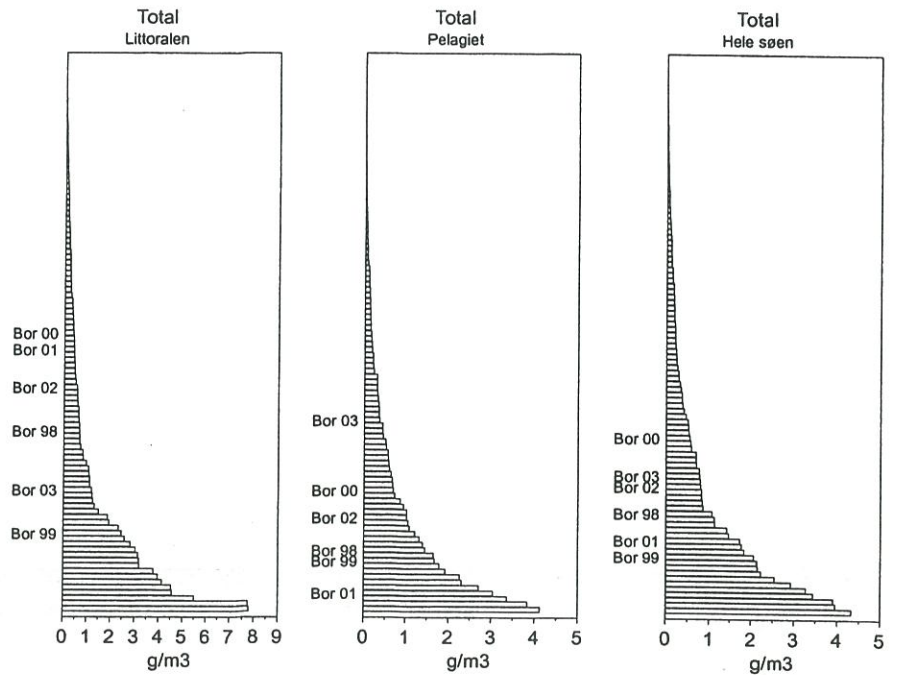 Total
Littoralen
Bor 00
Bor 01
Bor 02
Bor 98
Bor 03
Bor 99
0 1 2 3 4 5 6 7 8 9
g/m3
Total
Pelagiet
Bor 03
Bor 00
Bor 02
Bor 98
Bor 99
Bor 01
0 1 2 3 4 5
g/m3
Total
Hele søen
Bor 00
Bor 03
Bor 02
Bor 98
Bor 01
Bor 99
0 1 2 3 4 5
g/m3